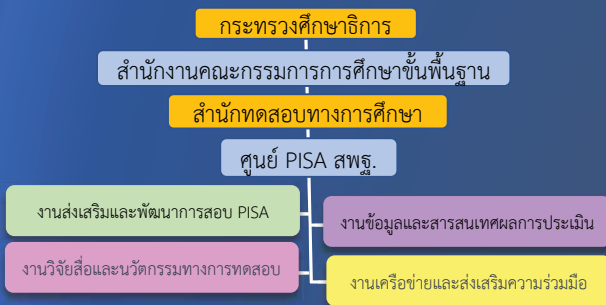 กระทรวงศึกษาธิการ
สำนักงานคณะกรรมการการศึกษาขั้นพื้นฐาน
สำนักทดสอบทางการศึกษา
ศูนย์ PISA สพฐ.
งานส่งเสริมและพัฒนาการสอบ PISA
งานข้อมูลและสารสนเทศผลการประเมิน
งานวิจัยสื่อและนวัตกรรมทางการทดสอบ
งานเครือข่ายและส่งเสริมความร่วมมือ